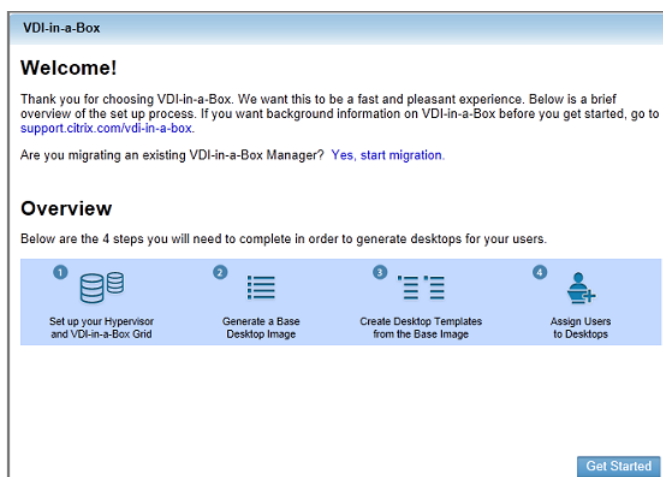 VDI-in-a-Box
Welcome!
Thank you for choosing VDI-in-a-Box. We want this to be a fast and pleasant experience. Below is a brief
overview of the set up process. If you want background information on VDI-in-a-Box before you get started, go to
support.citrix.com/vdi-in-a-box.
Are you migrating an existing VDI-in-a-Box Manager? Yes, start migration.
Overview
Below are the 4 steps you will need to complete in order to generate desktops for your users.
1 2 3 4
Set up your Hypervisor Generate a Base Create Desktop Templates Assign Users
and VDI-in-a-Box Grid Desktop Image from the Base Image to Desktops
Get Started